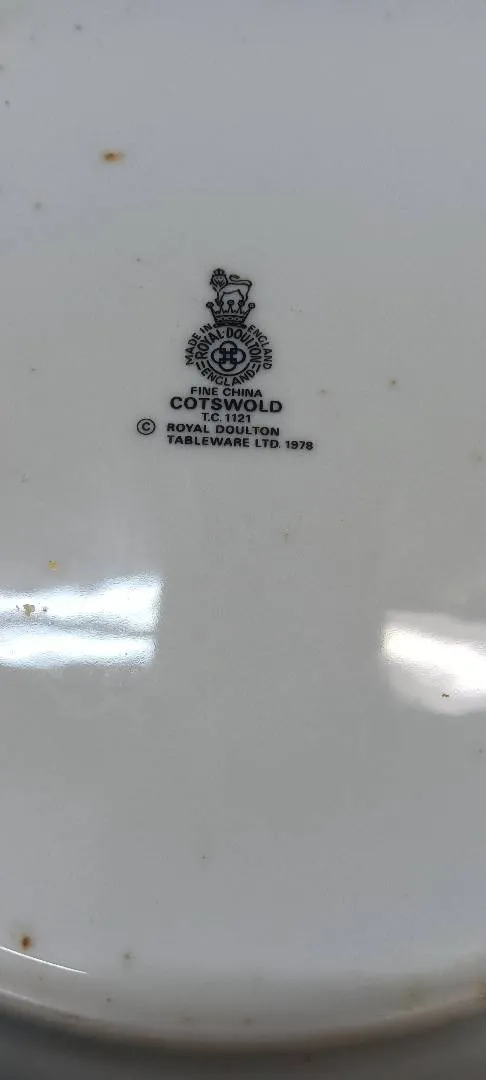 MADE IN ENGLAND
ROYAL·DOULTON
ENGLAND
FINE CHINA
COTSWOLD
T.C. 1121
© ROYAL DOULTON
TABLEWARE LTD. 1978